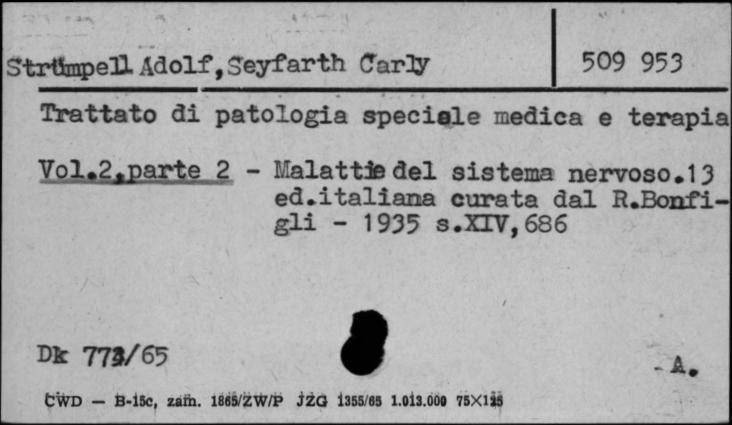 Strümpell Adolf,Seyfarth Carly
509 953
Trattato di patologia speciale medica e terapia
Vol.2,parte 2 - Malattie del sistema nervoso.13
ed.italiana curata dal R.Bonfi-
gli - 1935 s.XIV,686
Dk 773/65
A.
CWD — B-15c, zam. 1865/ZW/P JZG 1355/65 1.013.000 75X125